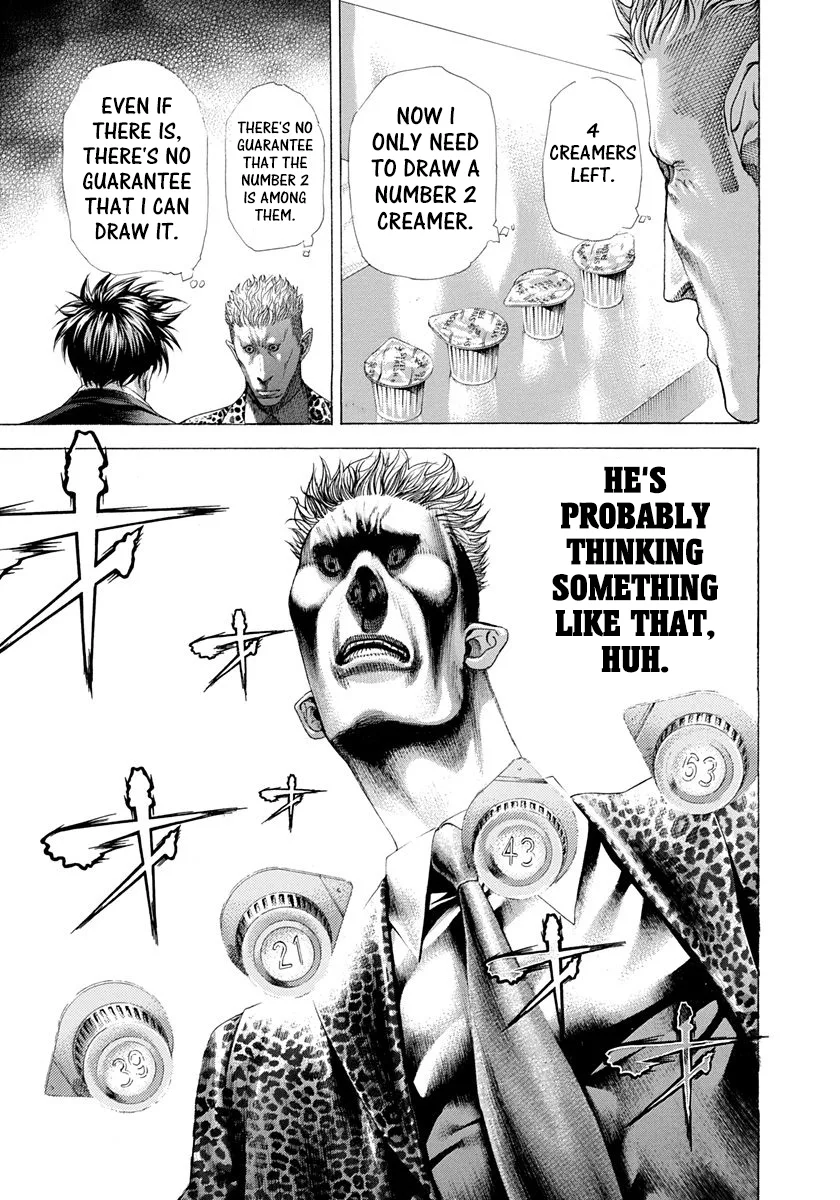 4
CREAMERS
LEFT.
NOW I
ONLY NEED
TO DRAW A
NUMBER 2
CREAMER.
THERE'S NO
GUARANTEE
THAT THE
NUMBER 2
IS AMONG
THEM.
EVEN IF
THERE IS,
THERE'S NO
GUARANTEE
THAT I CAN
DRAW IT.
HE'S
PROBABLY
THINKING
SOMETHING
LIKE THAT,
HUH.
63
43
21
39